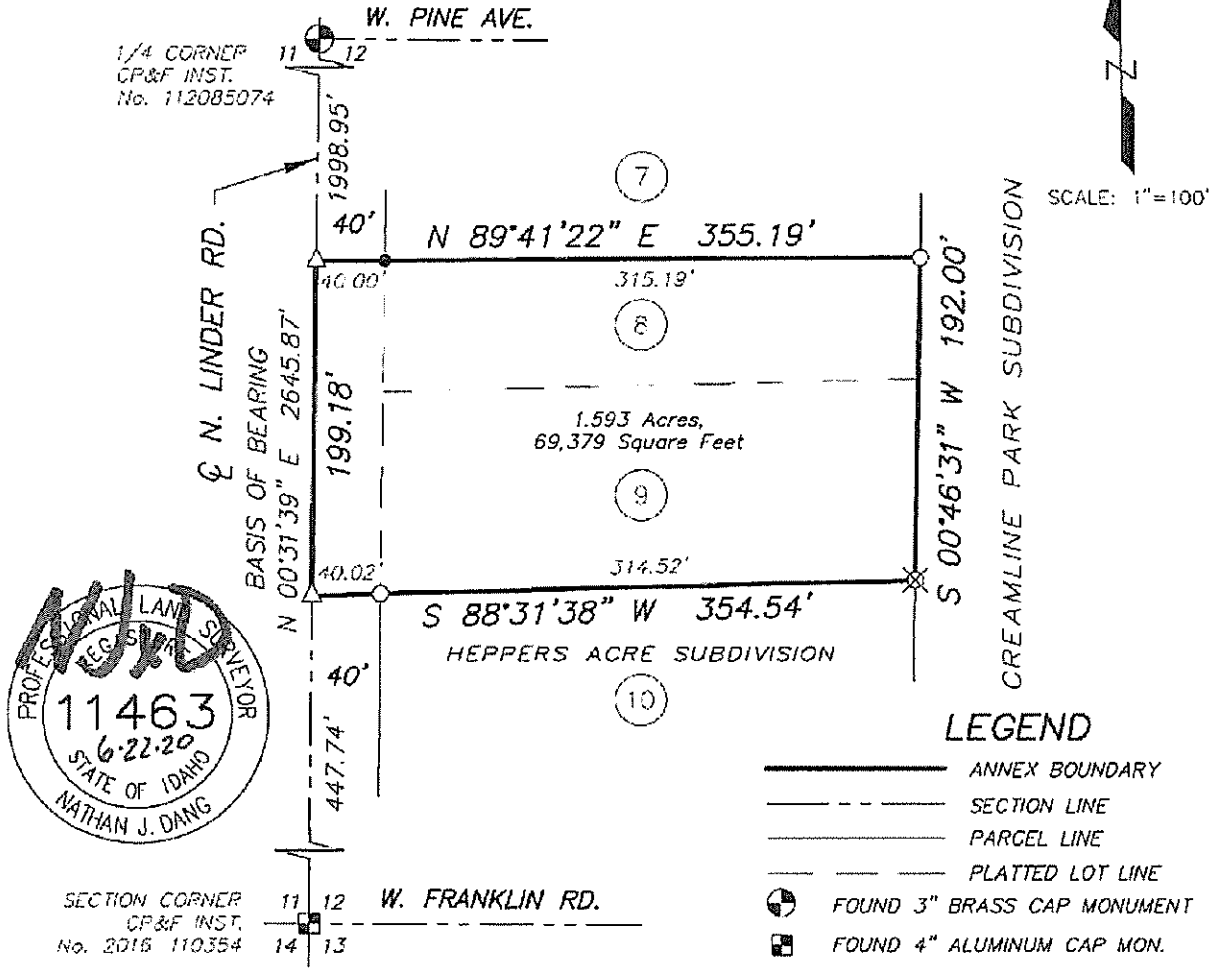 W. PINE AVE.
1/4 CORNER
CP&F INST.
No. 112085074
11 12
1998.95'
N
SCALE: 1"=100'
7
40'
N 89°41'22" E 355.19'
40.00'
315.19'
8
℄ N. LINDER RD.
BASIS OF BEARING
N 00°31'39" E 2645.87'
199.18'
1.593 Acres,
69,379 Square Feet
9
S 00°46'31" W 192.00'
CREAMLINE PARK SUBDIVISION
40.02'
314.52'
S 88°31'38" W 354.54'
HEPPERS ACRE SUBDIVISION
10
40'
447.74'
PROFESSIONAL LAND SURVEYOR
11463
6-22-20
STATE OF IDAHO
NATHAN J. DANG
LEGEND
ANNEX BOUNDARY
SECTION LINE
PARCEL LINE
PLATTED LOT LINE
FOUND 3" BRASS CAP MONUMENT
FOUND 4" ALUMINUM CAP MON.
SECTION CORNER
CP&F INST.
No. 2016 110354
11 12
14 13
W. FRANKLIN RD.